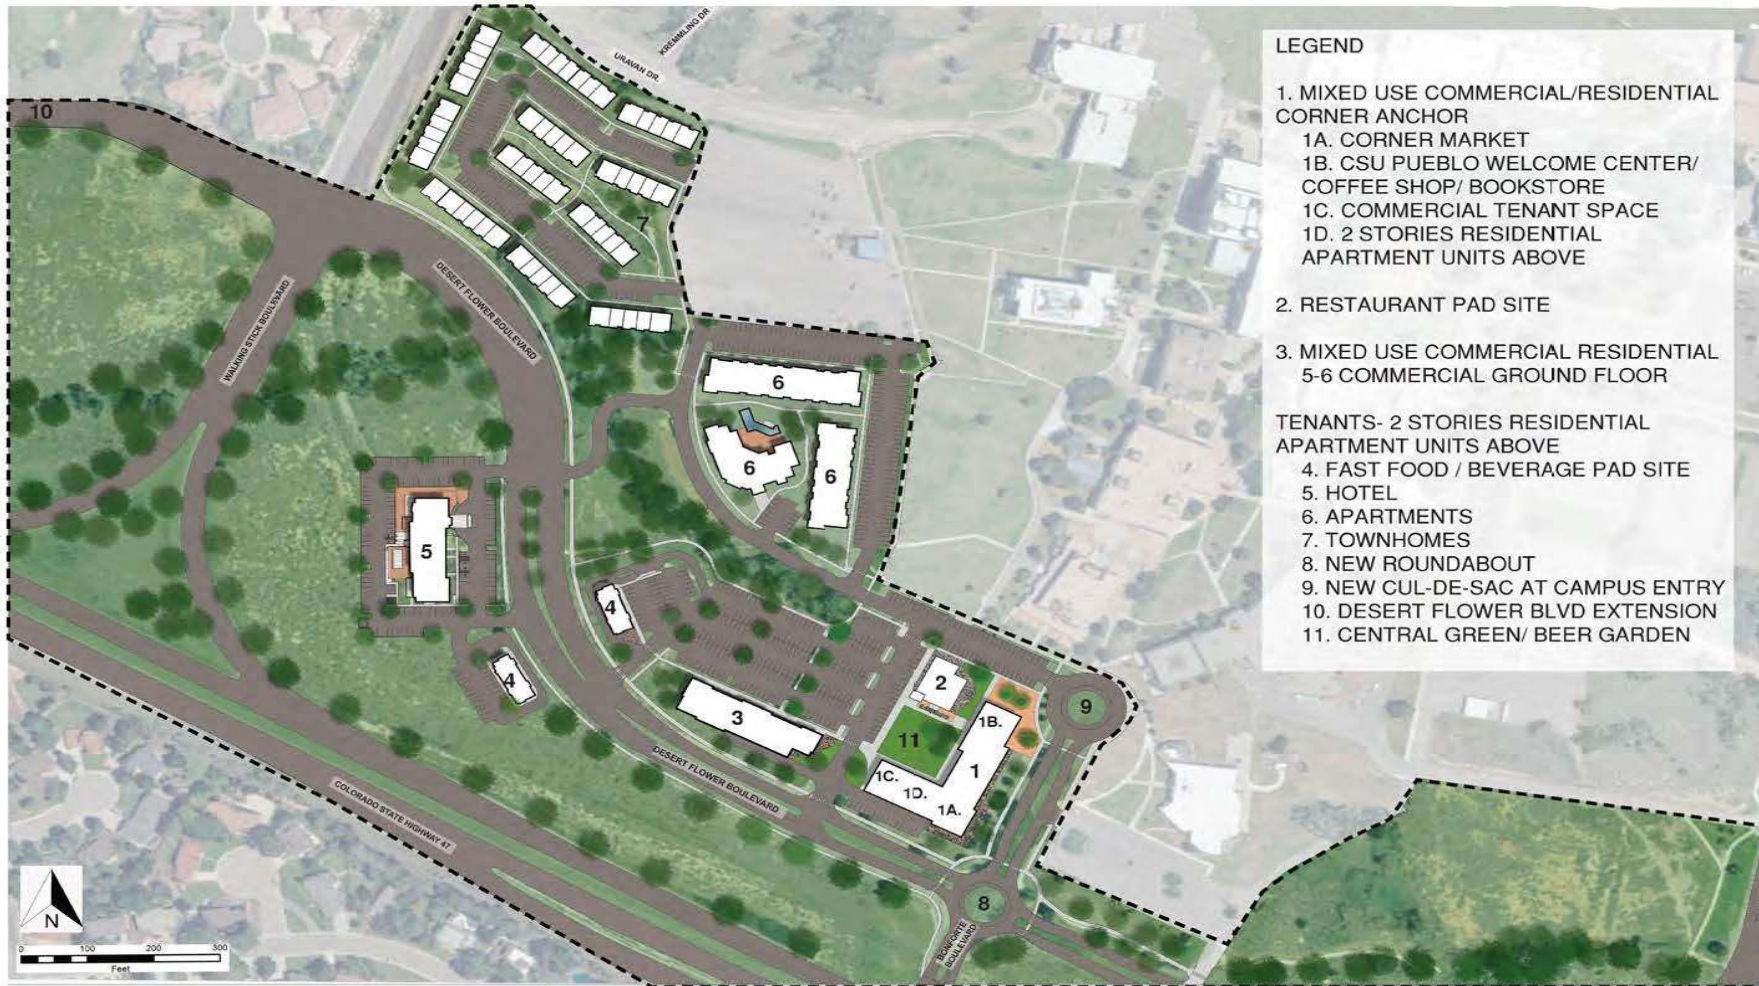 LEGEND
1. MIXED USE COMMERCIAL/RESIDENTIAL
CORNER ANCHOR
1A. CORNER MARKET
1B. CSU PUEBLO WELCOME CENTER/
COFFEE SHOP/ BOOKSTORE
1C. COMMERCIAL TENANT SPACE
1D. 2 STORIES RESIDENTIAL
APARTMENT UNITS ABOVE
2. RESTAURANT PAD SITE
3. MIXED USE COMMERCIAL RESIDENTIAL
5-6 COMMERCIAL GROUND FLOOR
TENANTS- 2 STORIES RESIDENTIAL
APARTMENT UNITS ABOVE
4. FAST FOOD / BEVERAGE PAD SITE
5. HOTEL
6. APARTMENTS
7. TOWNHOMES
8. NEW ROUNDABOUT
9. NEW CUL-DE-SAC AT CAMPUS ENTRY
10. DESERT FLOWER BLVD EXTENSION
11. CENTRAL GREEN/ BEER GARDEN
KREMMLING DR
URAVAN DR.
10
7
DESERT FLOWER BOULEVARD
WALKING STICK BOULEVARD
6
6
6
5
4
4
2
3
1B.
9
11
1
1C.
1D.
1A.
DESERT FLOWER BOULEVARD
COLORADO STATE HIGHWAY 47
8
BONFORTE
BOULEVARD
N
0 100 200 300
Feet